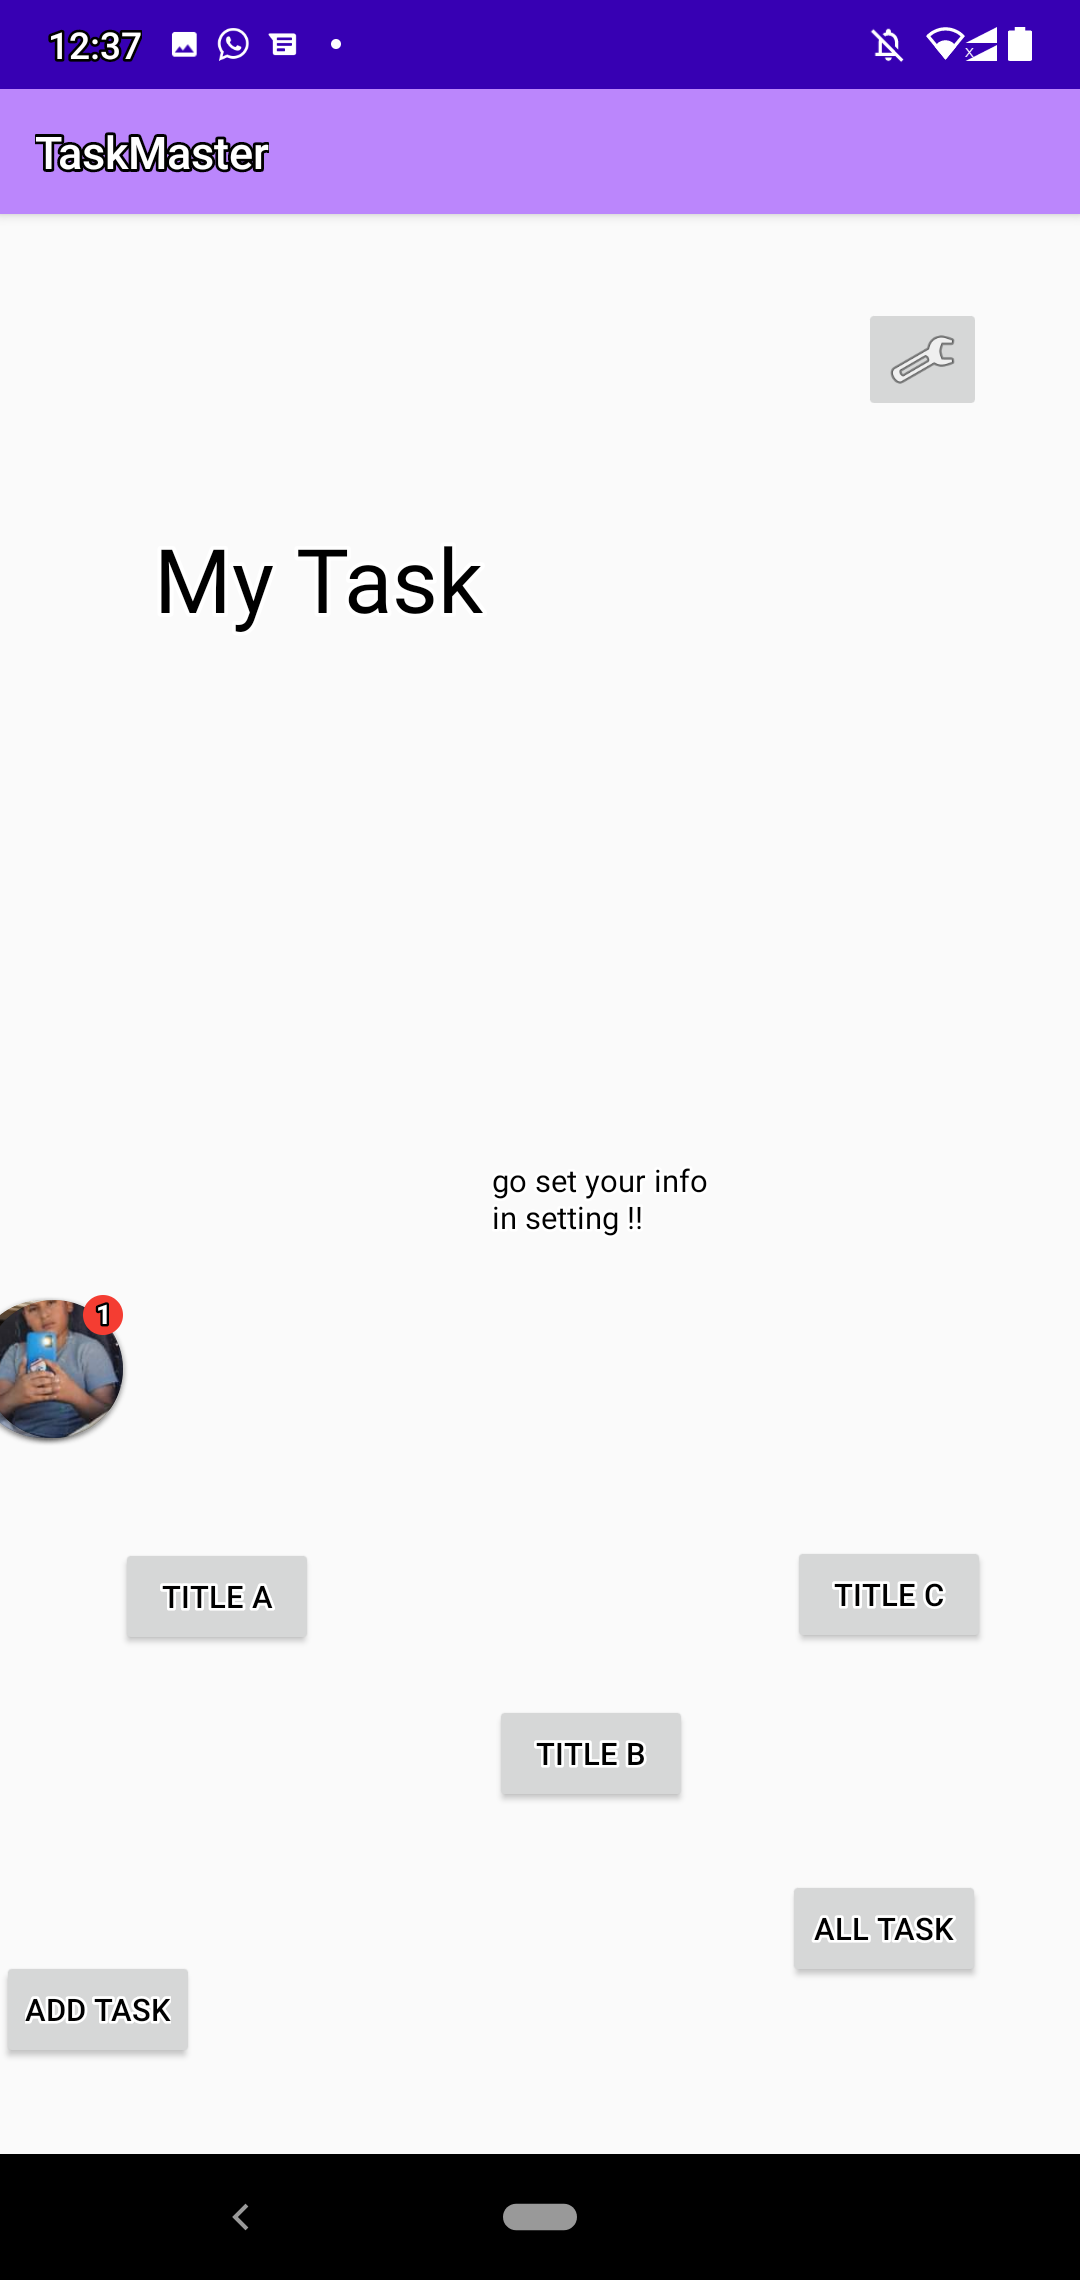 12:37
TaskMaster
My Task
go set your info
in setting !!
1
TITLE A
TITLE C
TITLE B
ALL TASK
ADD TASK